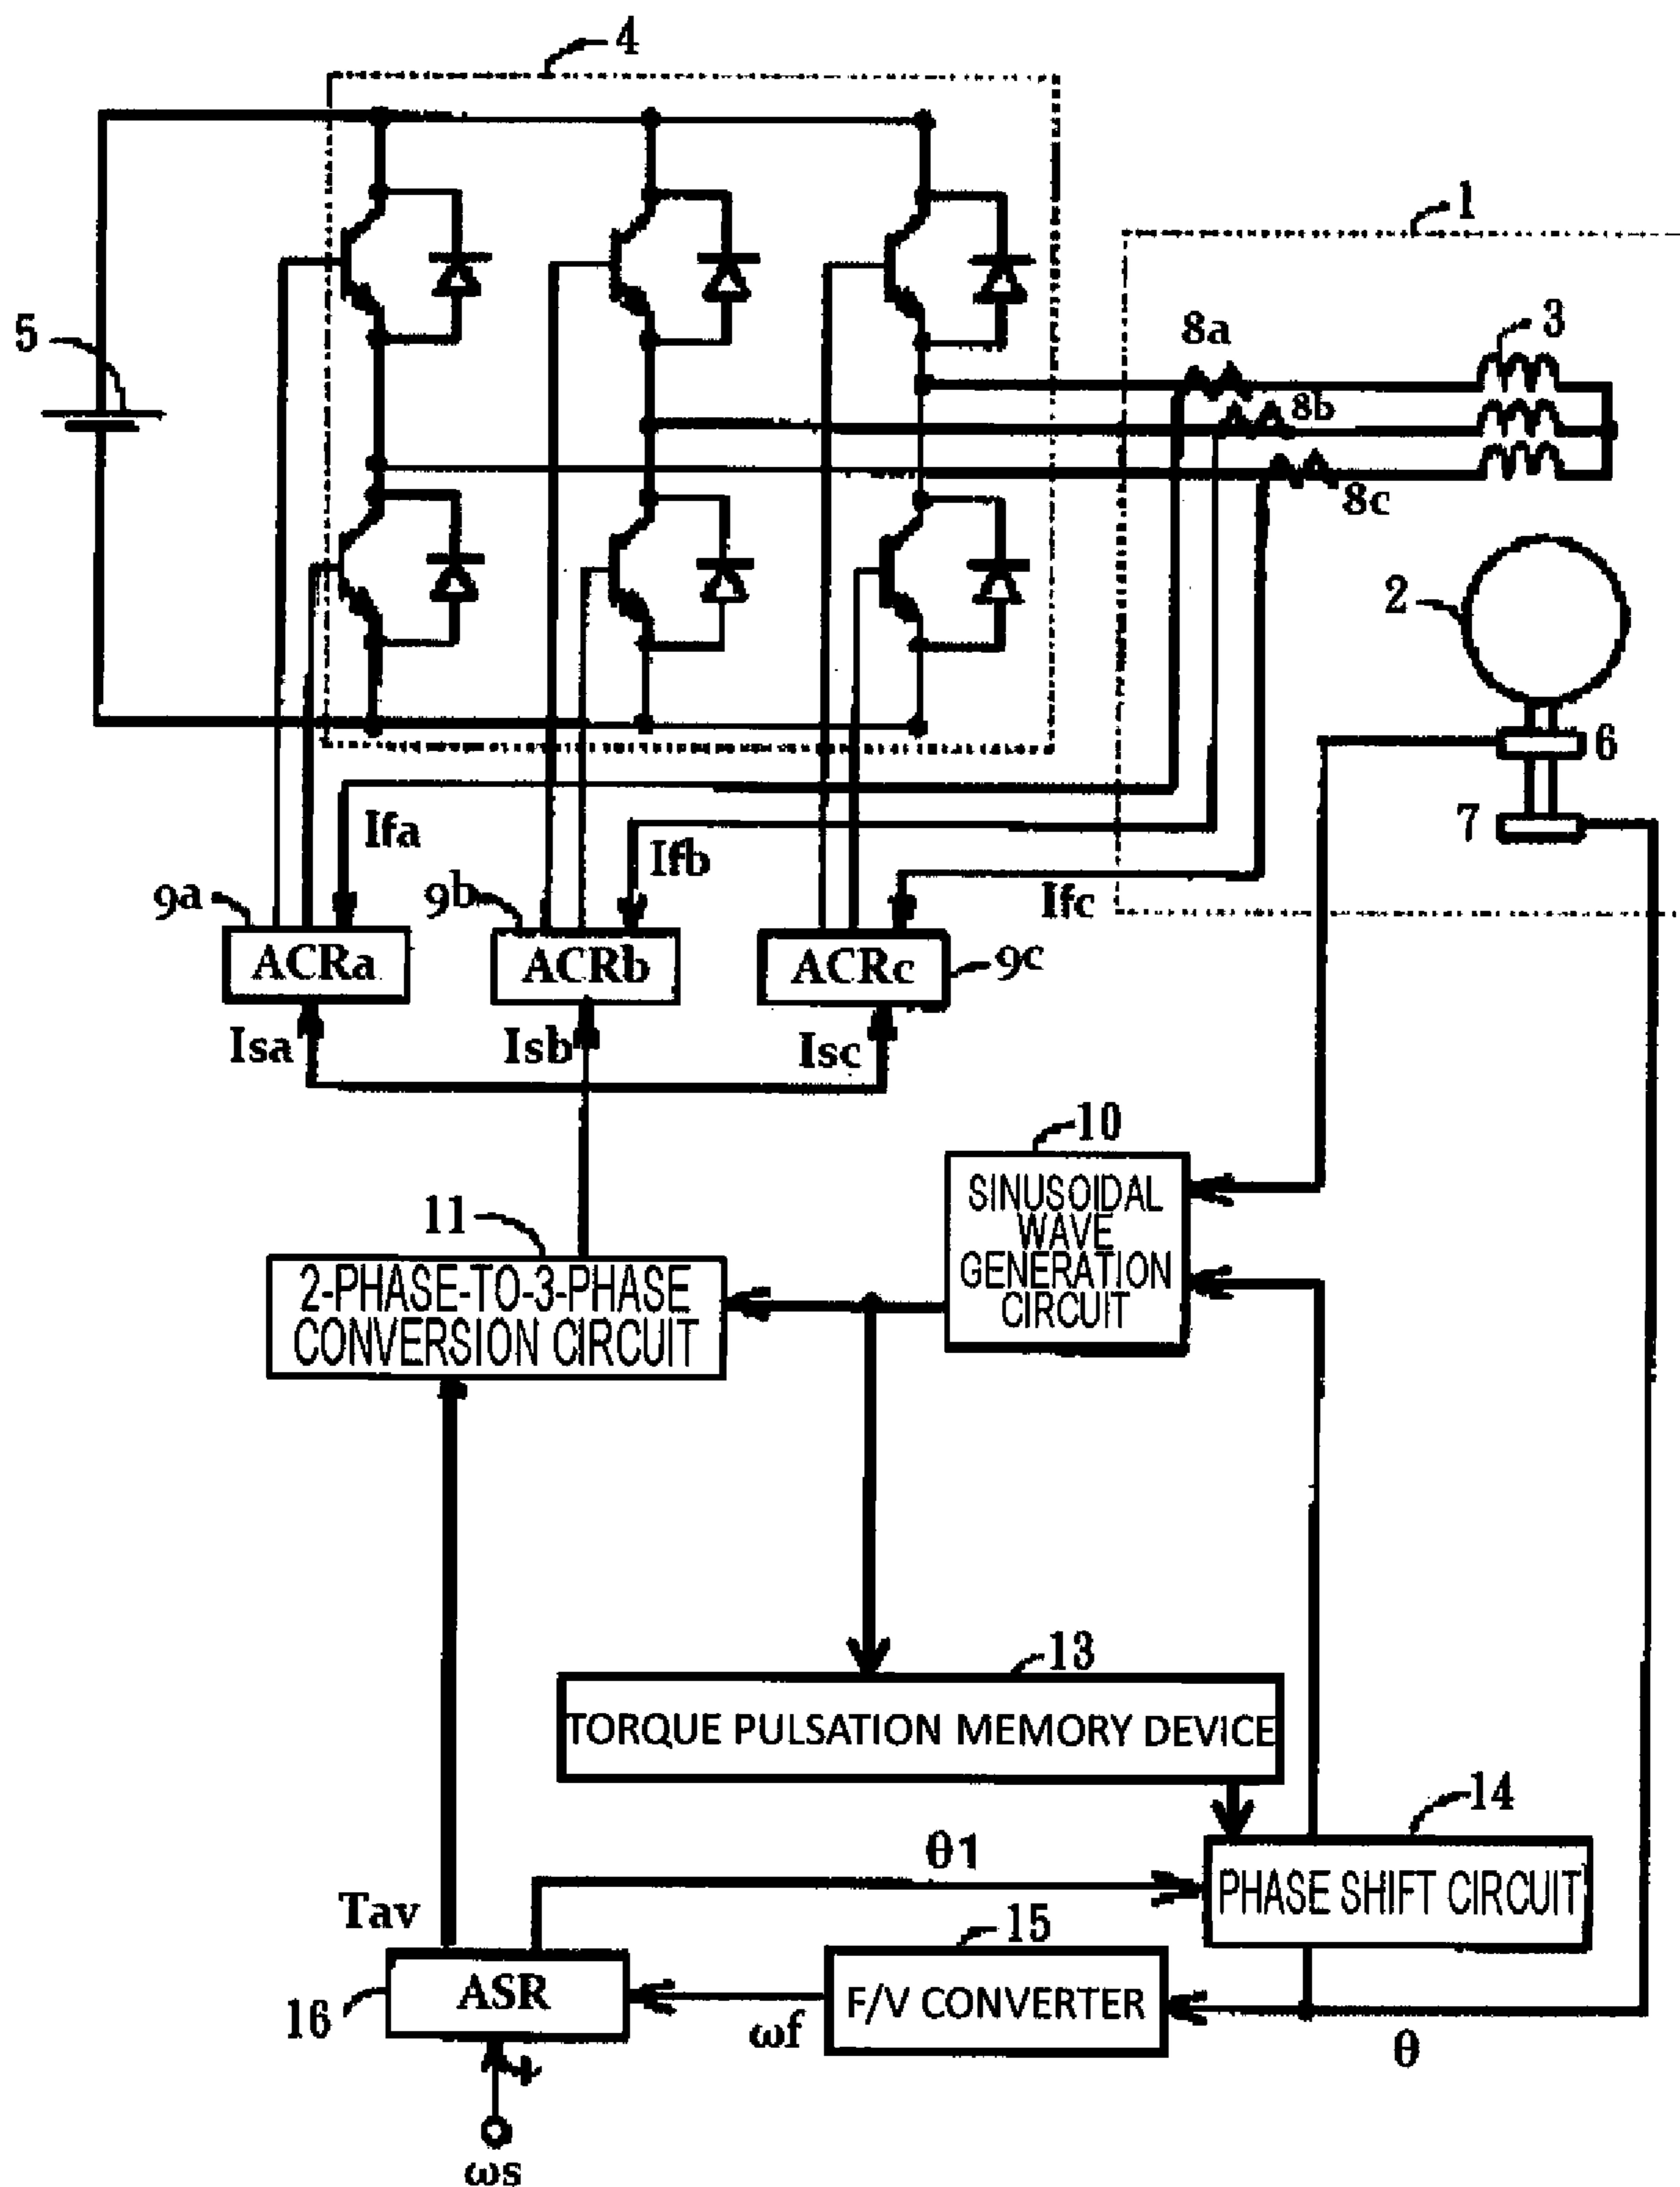 4
1
5
8a
3
8b
8c
2
6
7
Ifa
Ifb
Ifc
9a
9b
9c
ACRa
ACRb
ACRc
Isa
Isb
Isc
10
SINUSOIDAL
WAVE
GENERATION
CIRCUIT
11
2-PHASE-TO-3-PHASE
CONVERSION CIRCUIT
13
TORQUE PULSATION MEMORY DEVICE
14
θ1
PHASE SHIFT CIRCUIT
Tav
15
ASR
F/V CONVERTER
16
ωf
θ
ωs